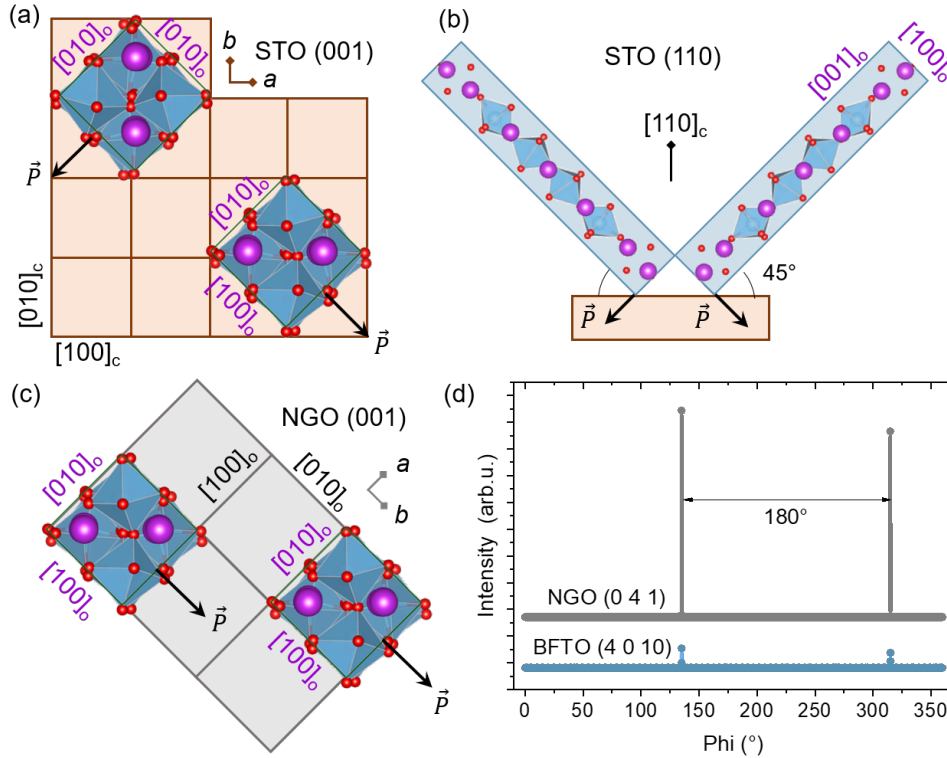 (a)
[010]ₒ
[010]ₒ
STO (001)
b
a
P⃗
[010]ₒ
[100]ₒ
P⃗
[010]c
[100]c
(b)
STO (110)
[001]ₒ
[100]ₒ
[110]c
45°
P⃗
P⃗
(c)
NGO (001)
[010]ₒ
[100]ₒ
[010]ₒ
a
b
[100]ₒ
P⃗
[010]ₒ
[100]ₒ
P⃗
(d)
Intensity (arb.u.)
180°
NGO (0 4 1)
BFTO (4 0 10)
0 50 100 150 200 250 300 350
Phi (°)